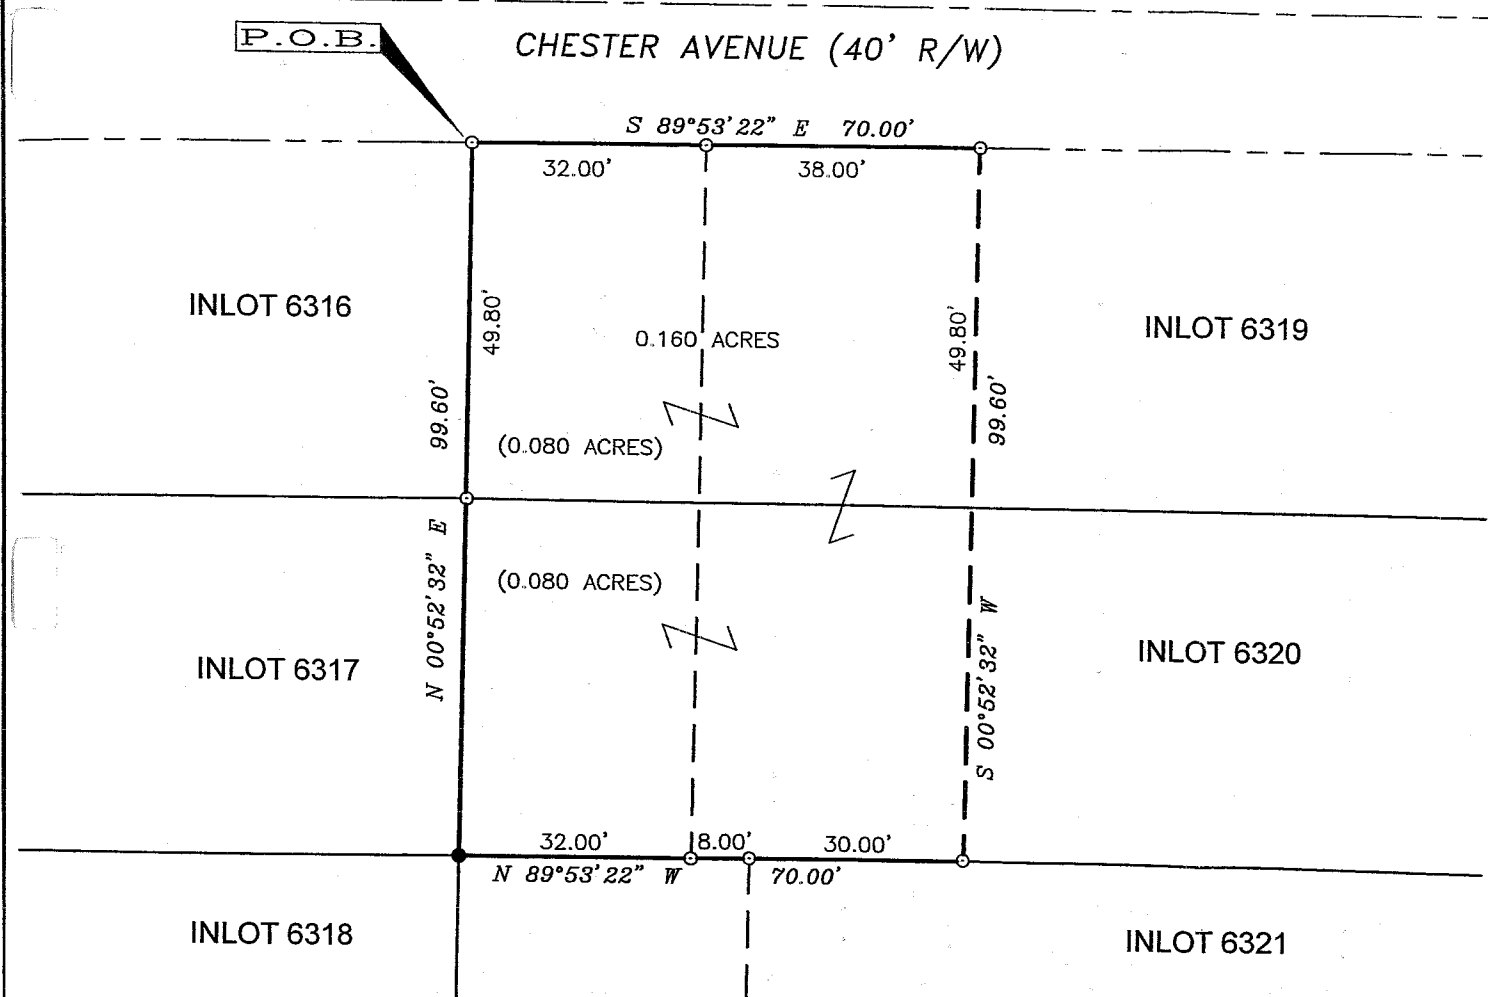 P.O.B.
CHESTER AVENUE (40' R/W)
S 89°53'22" E 70.00'
32.00'
38.00'
INLOT 6316
49.80'
0.160 ACRES
49.80'
INLOT 6319
99.60'
99.60'
(0.080 ACRES)
N 00°52'32" E
(0.080 ACRES)
S 00°52'32" W
INLOT 6317
INLOT 6320
32.00'
8.00'
30.00'
N 89°53'22" W 70.00'
INLOT 6318
INLOT 6321